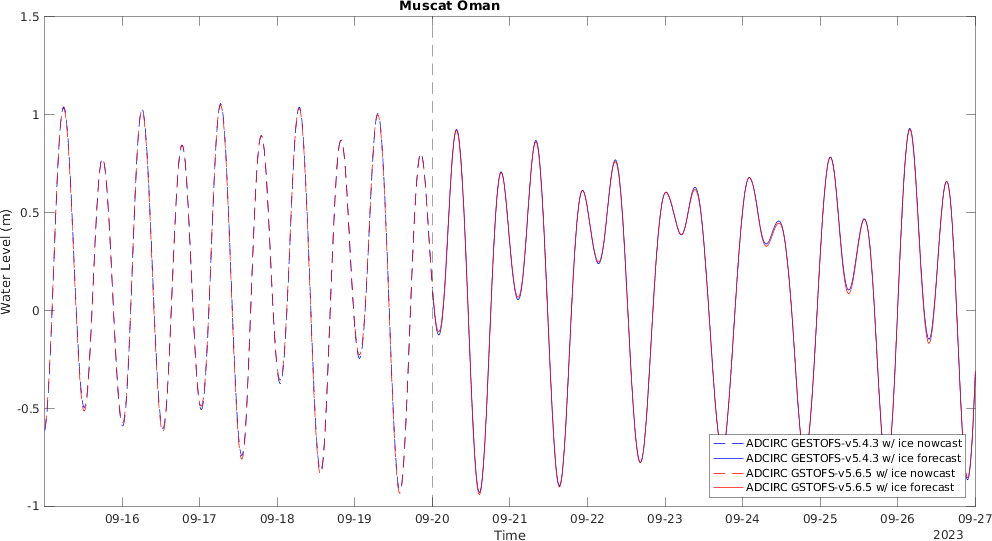 Muscat Oman
1.5
1
0.5
0
-0.5
-1
Water Level (m)
ADCIRC GESTOFS-v5.4.3 w/ ice nowcast
ADCIRC GESTOFS-v5.4.3 w/ ice forecast
ADCIRC GSTOFS-v5.6.5 w/ ice nowcast
ADCIRC GSTOFS-v5.6.5 w/ ice forecast
09-16 09-17 09-18 09-19 09-20 09-21 09-22 09-23 09-24 09-25 09-26 09-27
Time
2023